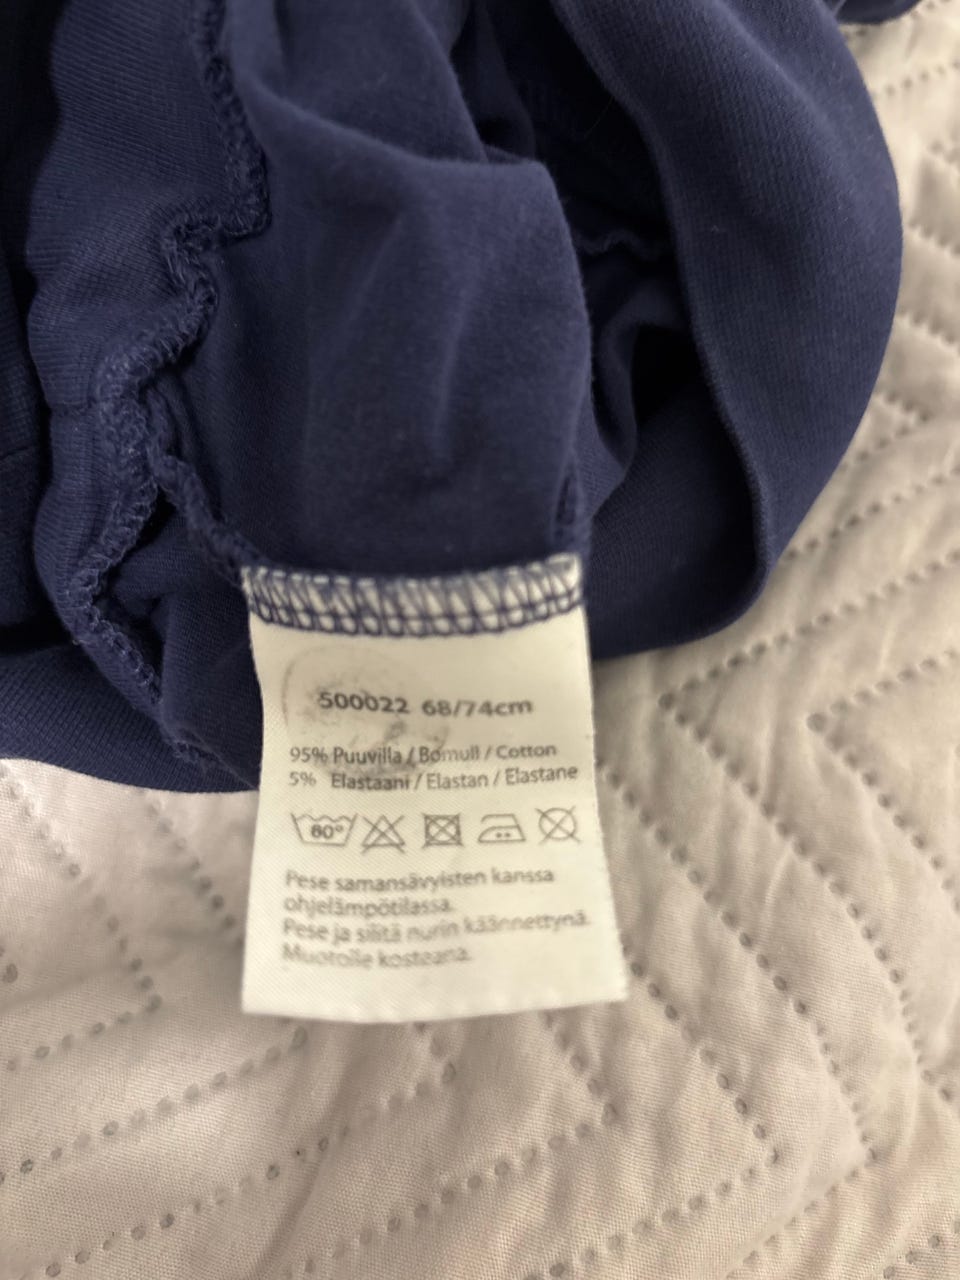 500022 68/74cm
95% Puuvilla / Bomull / Cotton
5% Elastaani / Elastan / Elastane
60°
Pese samansävyisten kanssa
ohjelämpötilassa.
Pese ja silitä nurin käännettynä.
Muotoile kosteana.